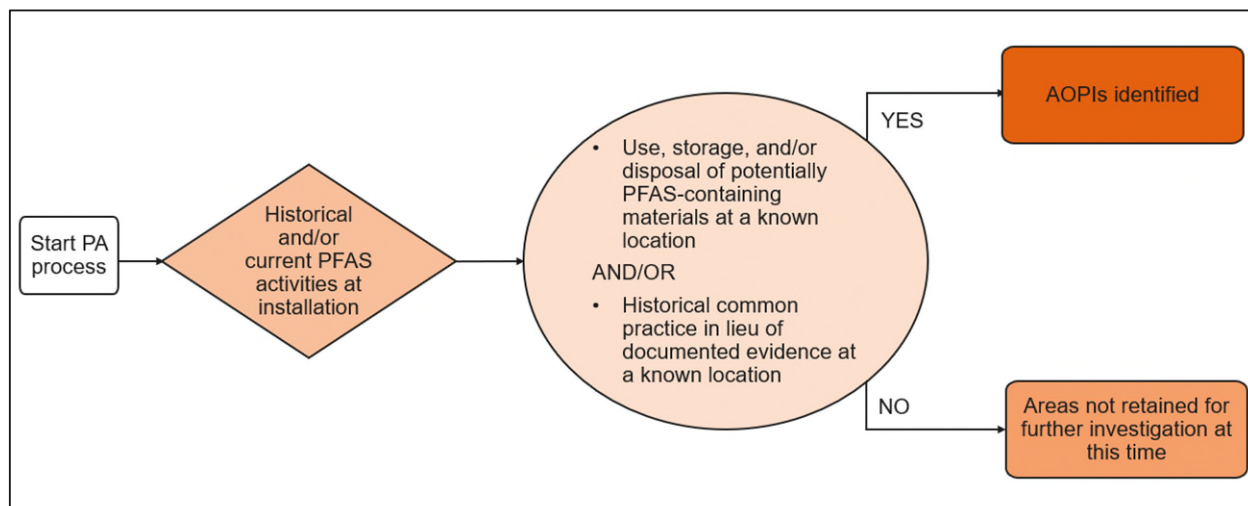 Start PA
process
Historical
and/or
current PFAS
activities at
installation
• Use, storage, and/or
disposal of potentially
PFAS-containing
materials at a known
location
AND/OR
• Historical common
practice in lieu of
documented evidence at
a known location
YES
AOPIs identified
NO
Areas not retained for
further investigation at
this time